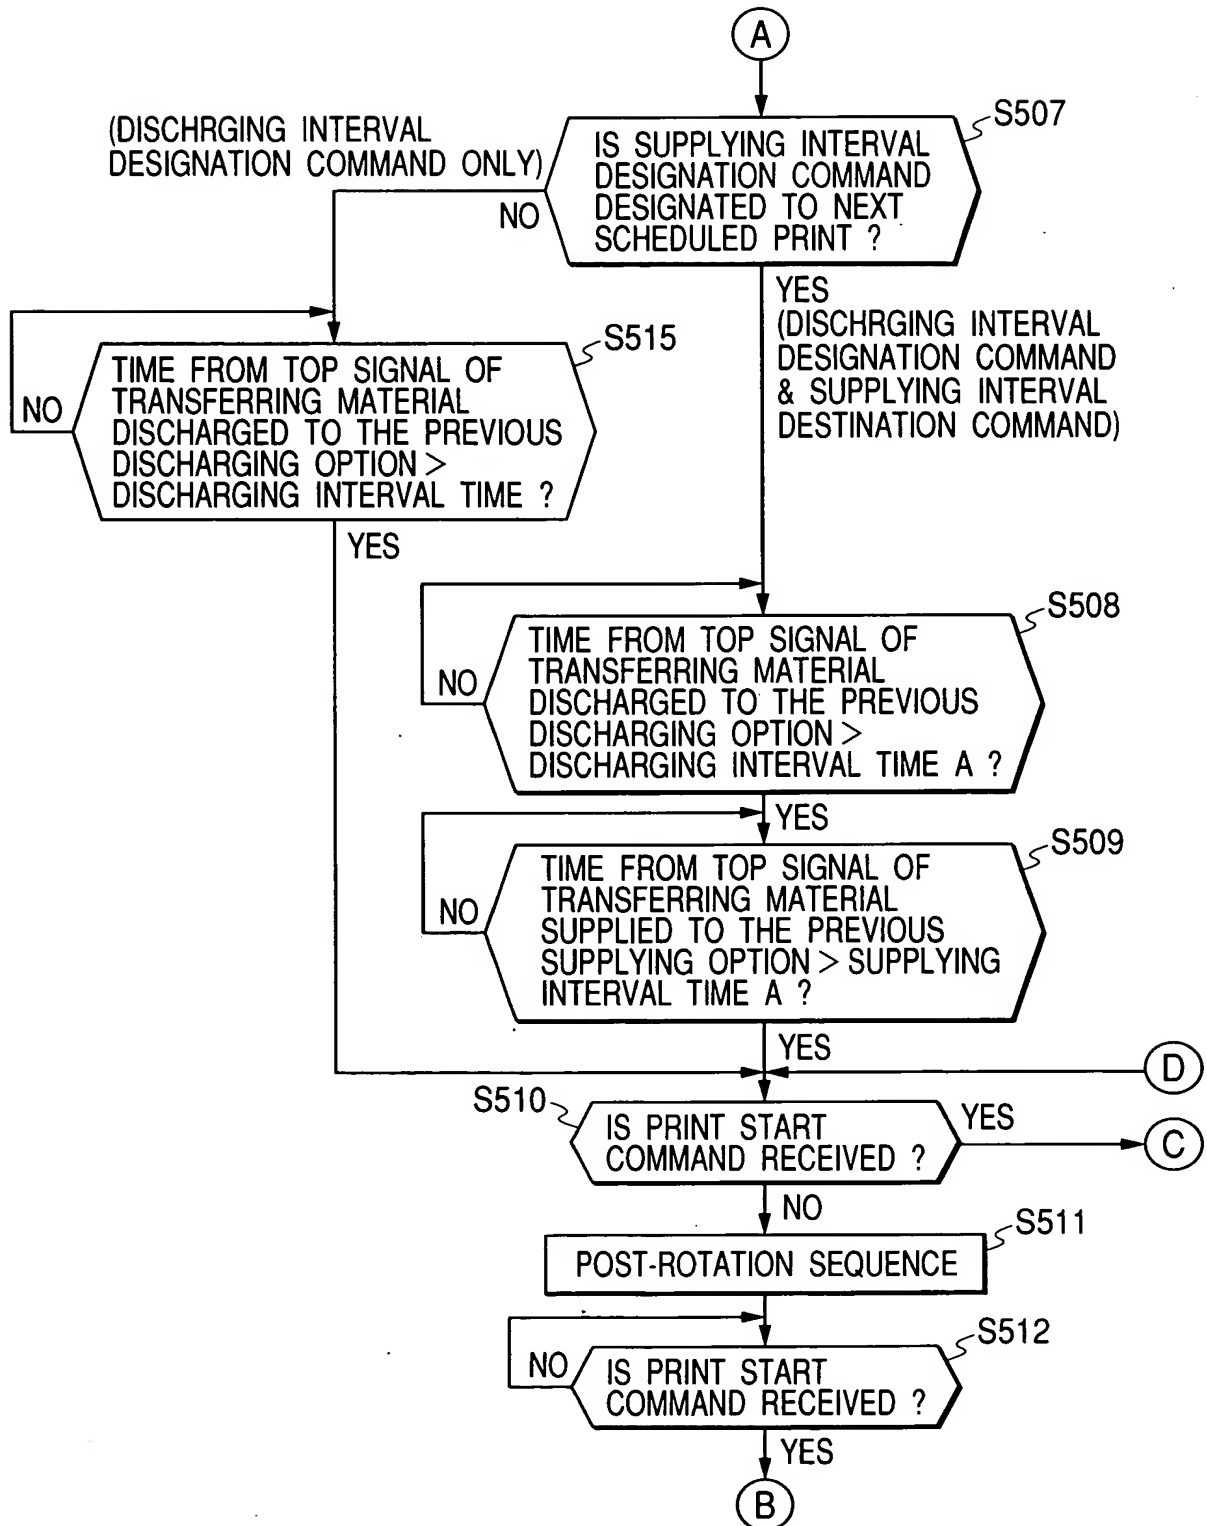 A
S507
(DISCHRGING INTERVAL
DESIGNATION COMMAND ONLY)
IS SUPPLYING INTERVAL
DESIGNATION COMMAND
DESIGNATED TO NEXT
SCHEDULED PRINT ?
NO
YES
(DISCHRGING INTERVAL
DESIGNATION COMMAND
& SUPPLYING INTERVAL
DESTINATION COMMAND)
S515
TIME FROM TOP SIGNAL OF
TRANSFERRING MATERIAL
DISCHARGED TO THE PREVIOUS
DISCHARGING OPTION >
DISCHARGING INTERVAL TIME ?
NO
YES
S508
TIME FROM TOP SIGNAL OF
TRANSFERRING MATERIAL
DISCHARGED TO THE PREVIOUS
DISCHARGING OPTION >
DISCHARGING INTERVAL TIME A ?
NO
YES
S509
TIME FROM TOP SIGNAL OF
TRANSFERRING MATERIAL
SUPPLIED TO THE PREVIOUS
SUPPLYING OPTION > SUPPLYING
INTERVAL TIME A ?
NO
YES
D
S510
IS PRINT START
COMMAND RECEIVED ?
YES
C
NO
S511
POST-ROTATION SEQUENCE
S512
IS PRINT START
COMMAND RECEIVED ?
NO
YES
B